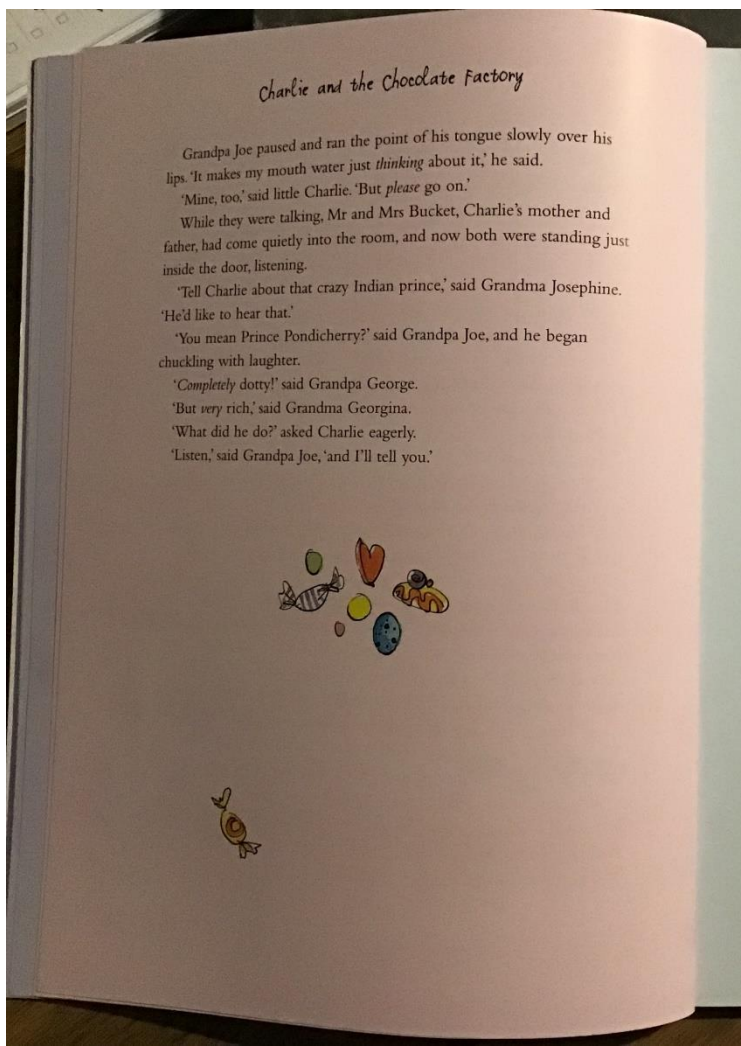 Charlie and the Chocolate Factory
Grandpa Joe paused and ran the point of his tongue slowly over his
lips. ‘It makes my mouth water just thinking about it,’ he said.
‘Mine, too,’ said little Charlie. ‘But please go on.’
While they were talking, Mr and Mrs Bucket, Charlie’s mother and
father, had come quietly into the room, and now both were standing just
inside the door, listening.
‘Tell Charlie about that crazy Indian prince,’ said Grandma Josephine.
‘He’d like to hear that.’
‘You mean Prince Pondicherry?’ said Grandpa Joe, and he began
chuckling with laughter.
‘Completely dotty!’ said Grandpa George.
‘But very rich,’ said Grandma Georgina.
‘What did he do?’ asked Charlie eagerly.
‘Listen,’ said Grandpa Joe, ‘and I’ll tell you.’